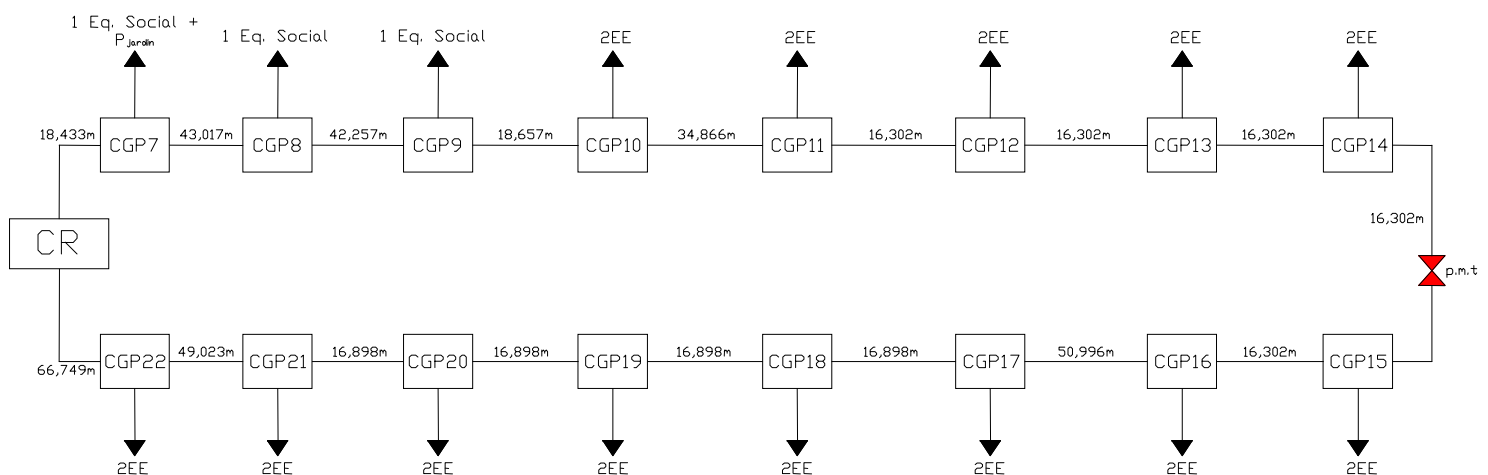 1 Eq. Social +
P jardin
1 Eq. Social
1 Eq. Social
2EE
2EE
2EE
2EE
2EE
18,433m
CGP7
43,017m
CGP8
42,257m
CGP9
18,657m
CGP10
34,866m
CGP11
16,302m
CGP12
16,302m
CGP13
16,302m
CGP14
16,302m
CR
p.m.t
66,749m
CGP22
49,023m
CGP21
16,898m
CGP20
16,898m
CGP19
16,898m
CGP18
16,898m
CGP17
50,996m
CGP16
16,302m
CGP15
2EE
2EE
2EE
2EE
2EE
2EE
2EE
2EE